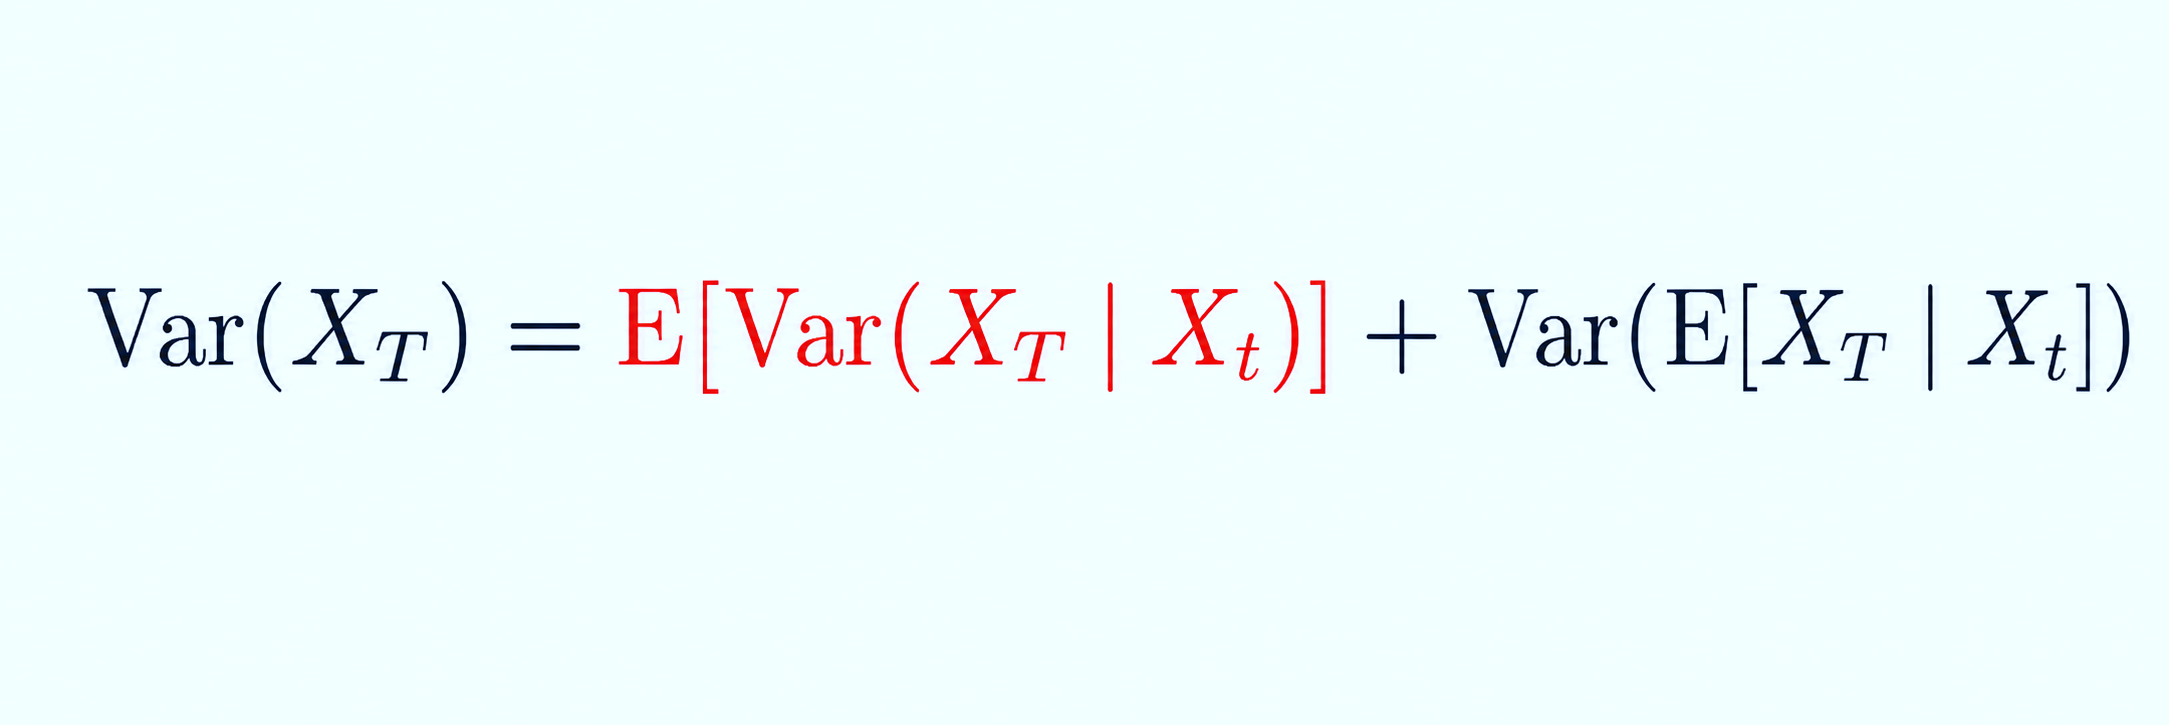 Var(X_T) = E[Var(X_T | X_t)] + Var(E[X_T | X_t])